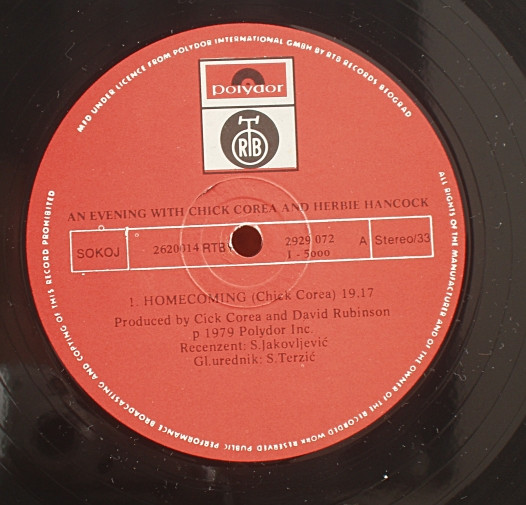 MFD UNDER LICENCE FROM POLYDOR INTERNATIONAL GMBH BY RTB RECORDS BEOGRAD
polydor
RTB
AN EVENING WITH CHICK COREA AND HERBIE HANCOCK
SOKOJ 2620014 RTB 2929 072 A Stereo/33
1 - 5000
1. HOMECOMING (Chick Corea) 19.17
Produced by Cick Corea and David Rubinson
p 1979 Polydor Inc.
Recenzent: S.Jakovljević
Gl.urednik: S.Terzić
ALL RIGHTS OF THE MANUFACTURER AND OF THE OWNER OF THE RECORDED WORK RESERVED PUBLIC PERFORMANCE BROADCASTING AND COPYING OF THIS RECORD PROHIBITED